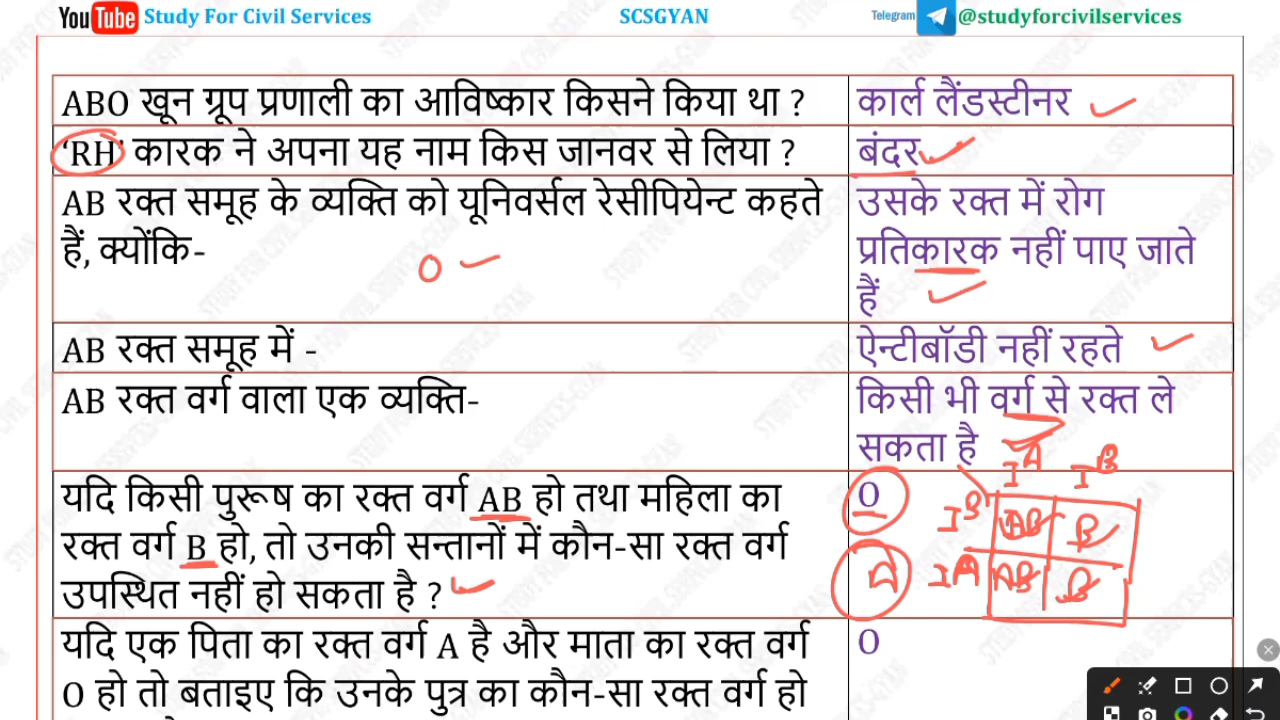 YouTube Study For Civil Services SCSGYAN Telegram @studyforcivilservices
ABO खून ग्रूप प्रणाली का आविष्कार किसने किया था ? कार्ल लैंडस्टीनर
‘RH’ कारक ने अपना यह नाम किस जानवर से लिया ? बंदर
AB रक्त समूह के व्यक्ति को यूनिवर्सल रेसीपियेन्ट कहते
हैं, क्योंकि-
O
उसके रक्त में रोग
प्रतिकारक नहीं पाए जाते
हैं
AB रक्त समूह में - ऐन्टीबॉडी नहीं रहते
AB रक्त वर्ग वाला एक व्यक्ति-
किसी भी वर्ग से रक्त ले
सकता है
यदि किसी पुरूष का रक्त वर्ग AB हो तथा महिला का
रक्त वर्ग B हो, तो उनकी सन्तानों में कौन-सा रक्त वर्ग
उपस्थित नहीं हो सकता है ?
O
A
IA IB
IB AB B
IA AB B
यदि एक पिता का रक्त वर्ग A है और माता का रक्त वर्ग O
O हो तो बताइए कि उनके पुत्र का कौन-सा रक्त वर्ग हो